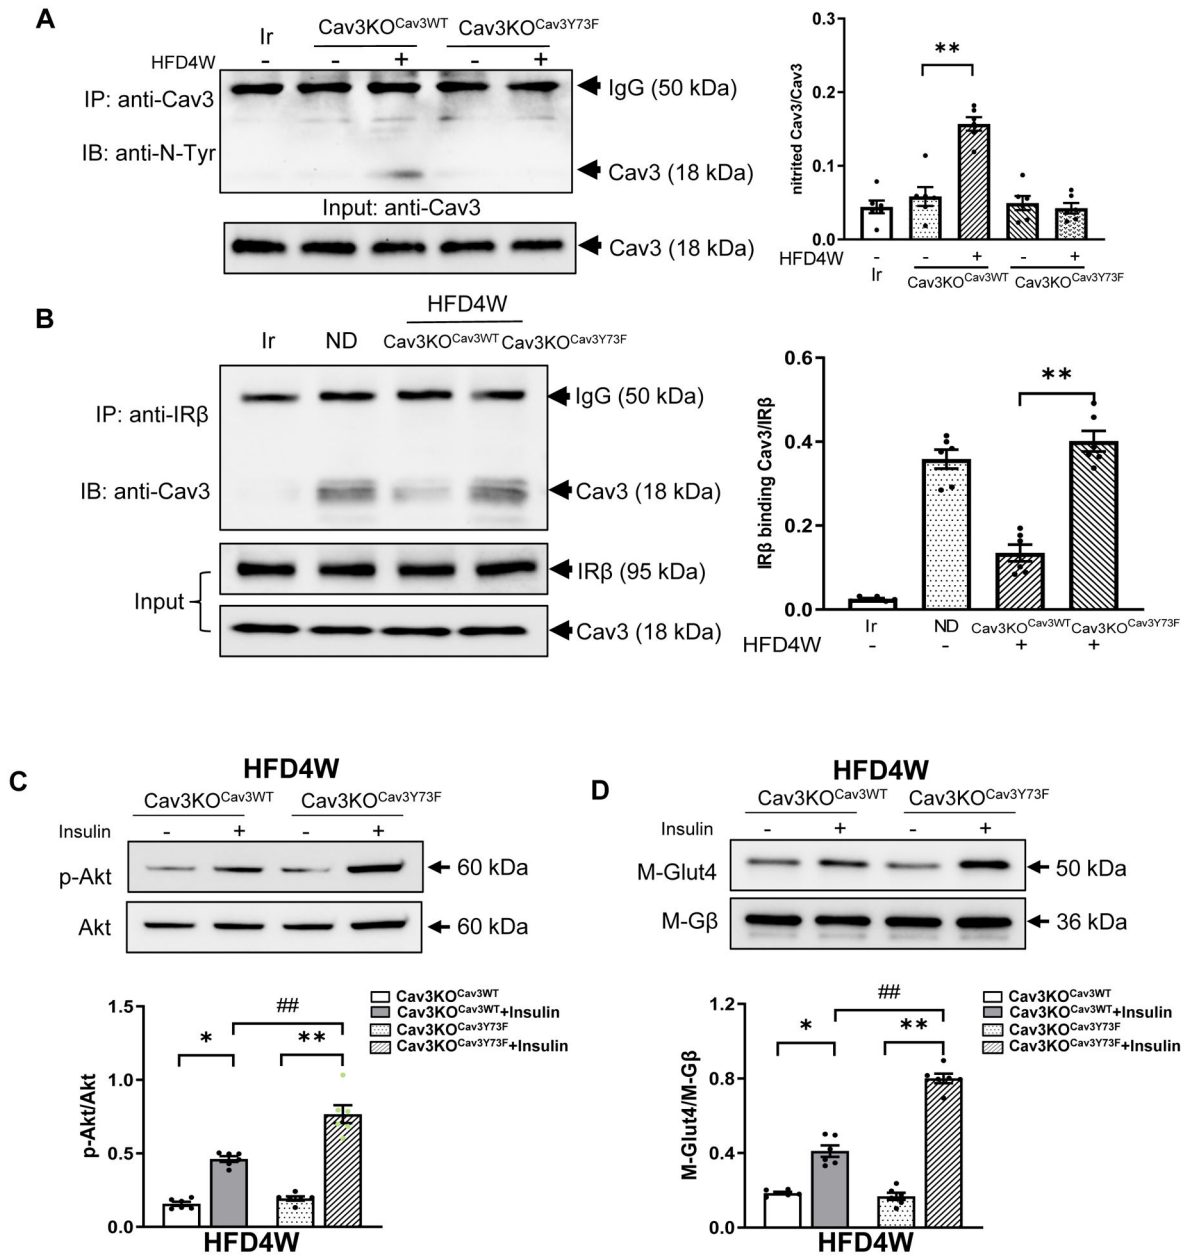 A
Ir Cav3KOCav3WT Cav3KOCav3Y73F
HFD4W - - + - +
IP: anti-Cav3
IB: anti-N-Tyr
IgG (50 kDa)
Cav3 (18 kDa)
Input: anti-Cav3
Cav3 (18 kDa)
nitrited Cav3/Cav3
0.3
0.2
0.1
0.0
**
HFD4W - - + - +
Ir Cav3KOCav3WT Cav3KOCav3Y73F
B
HFD4W
Ir ND Cav3KOCav3WT Cav3KOCav3Y73F
IP: anti-IRβ
IB: anti-Cav3
IgG (50 kDa)
Cav3 (18 kDa)
Input
IRβ (95 kDa)
Cav3 (18 kDa)
IRβ binding Cav3/IRβ
0.6
0.4
0.2
0.0
**
Ir ND Cav3KOCav3WT Cav3KOCav3Y73F
HFD4W - - + +
C
HFD4W
Cav3KOCav3WT Cav3KOCav3Y73F
Insulin - + - +
p-Akt 60 kDa
Akt 60 kDa
p-Akt/Akt
1.5
1.0
0.5
0.0
* ** ##
Cav3KOCav3WT
Cav3KOCav3WT+Insulin
Cav3KOCav3Y73F
Cav3KOCav3Y73F+Insulin
HFD4W
D
HFD4W
Cav3KOCav3WT Cav3KOCav3Y73F
Insulin - + - +
M-Glut4 50 kDa
M-Gβ 36 kDa
M-Glut4/M-Gβ
1.2
0.8
0.4
0.0
* ** ##
Cav3KOCav3WT
Cav3KOCav3WT+Insulin
Cav3KOCav3Y73F
Cav3KOCav3Y73F+Insulin
HFD4W